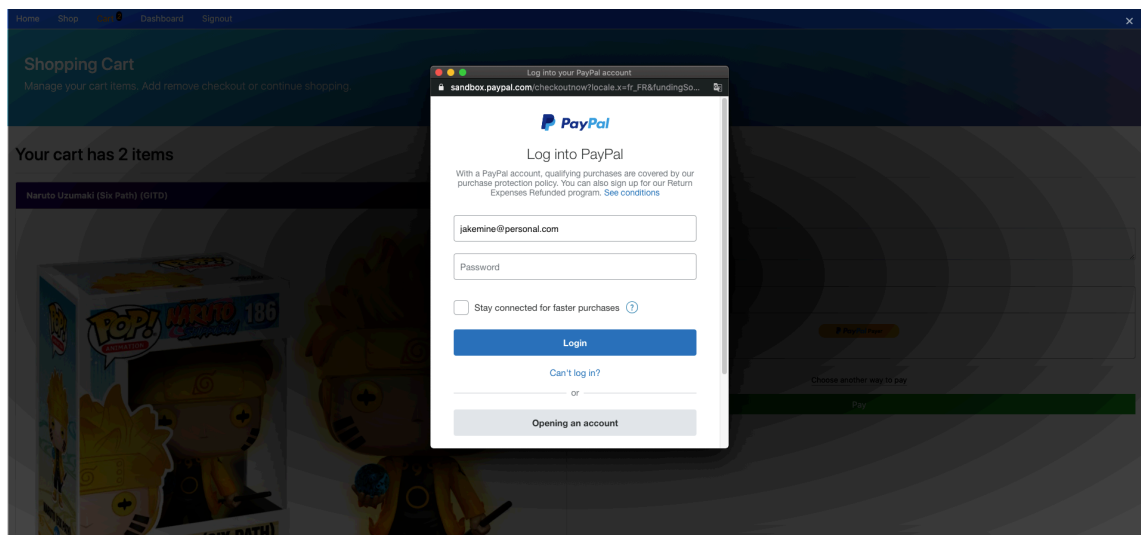 Home Shop Cart Dashboard Signout
Shopping Cart
Manage your cart items. Add remove checkout or continue shopping.
Your cart has 2 items
Naruto Uzumaki (Six Path) (GITD)
POP!
ANIMATION
NARUTO
186
Log into your PayPal account
sandbox.paypal.com/checkoutnow?locale.x=fr_FR&fundingSo...
PayPal
Log into PayPal
With a PayPal account, qualifying purchases are covered by our
purchase protection policy. You can also sign up for our Return
Expenses Refunded program. See conditions
jakemine@personal.com
Password
Stay connected for faster purchases ?
Login
Can't log in?
or
Opening an account
Choose another way to pay
Pay